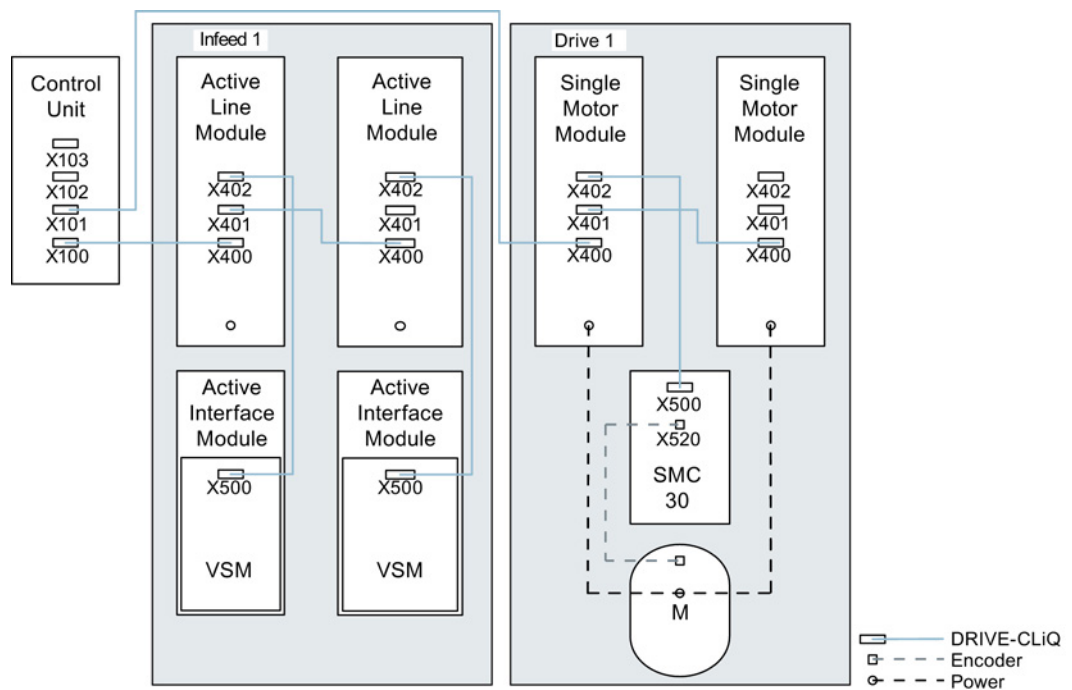 Infeed 1
Drive 1
Control
Unit
X103
X102
X101
X100
Active
Line
Module
X402
X401
X400
Active
Line
Module
X402
X401
X400
Single
Motor
Module
X402
X401
X400
Single
Motor
Module
X402
X401
X400
Active
Interface
Module
X500
VSM
Active
Interface
Module
X500
VSM
X500
X520
SMC
30
M
DRIVE-CLiQ
Encoder
Power